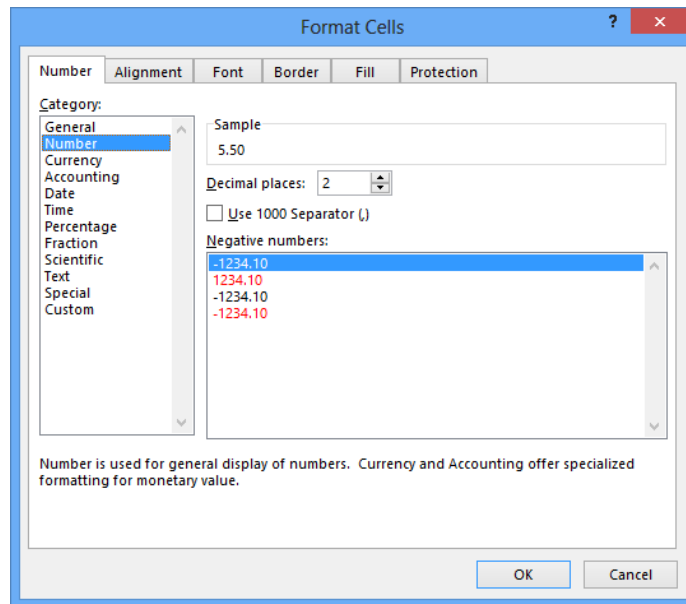 Format Cells
?
×
Number Alignment Font Border Fill Protection
Category:
General
Number
Currency
Accounting
Date
Time
Percentage
Fraction
Scientific
Text
Special
Custom
Sample
5.50
Decimal places: 2
Use 1000 Separator (,)
Negative numbers:
-1234.10
1234.10
-1234.10
-1234.10
Number is used for general display of numbers. Currency and Accounting offer specialized
formatting for monetary value.
OK Cancel